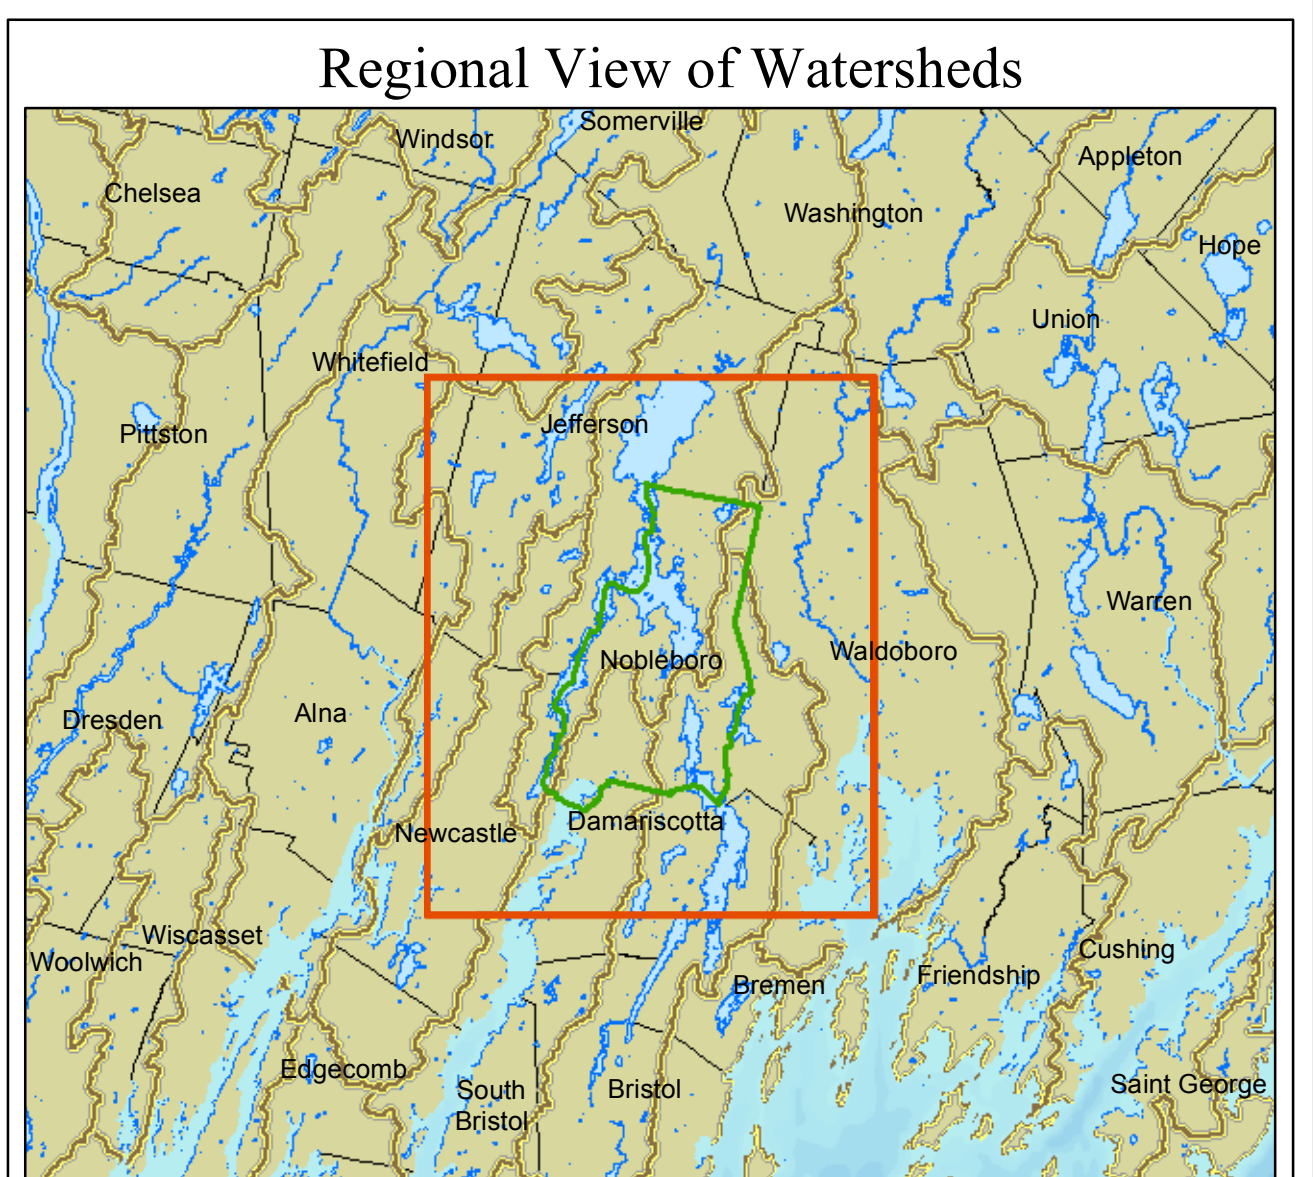 Regional View of Watersheds
Somerville
Windsor
Appleton
Chelsea
Washington
Hope
Union
Whitefield
Jefferson
Pittston
Warren
Waldoboro
Nobleboro
Alna
Dresden
Damariscotta
Newcastle
Wiscasset
Cushing
Woolwich
Friendship
Bremen
Edgecomb
Saint George
South
Bristol
Bristol